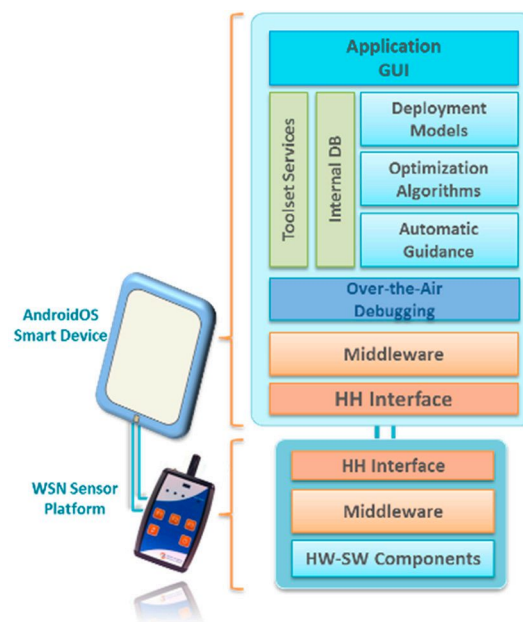 Application
GUI
Toolset Services
Internal DB
Deployment
Models
Optimization
Algorithms
Automatic
Guidance
Over-the-Air
Debugging
Middleware
HH Interface
AndroidOS
Smart Device
HH Interface
Middleware
HW-SW Components
WSN Sensor
Platform